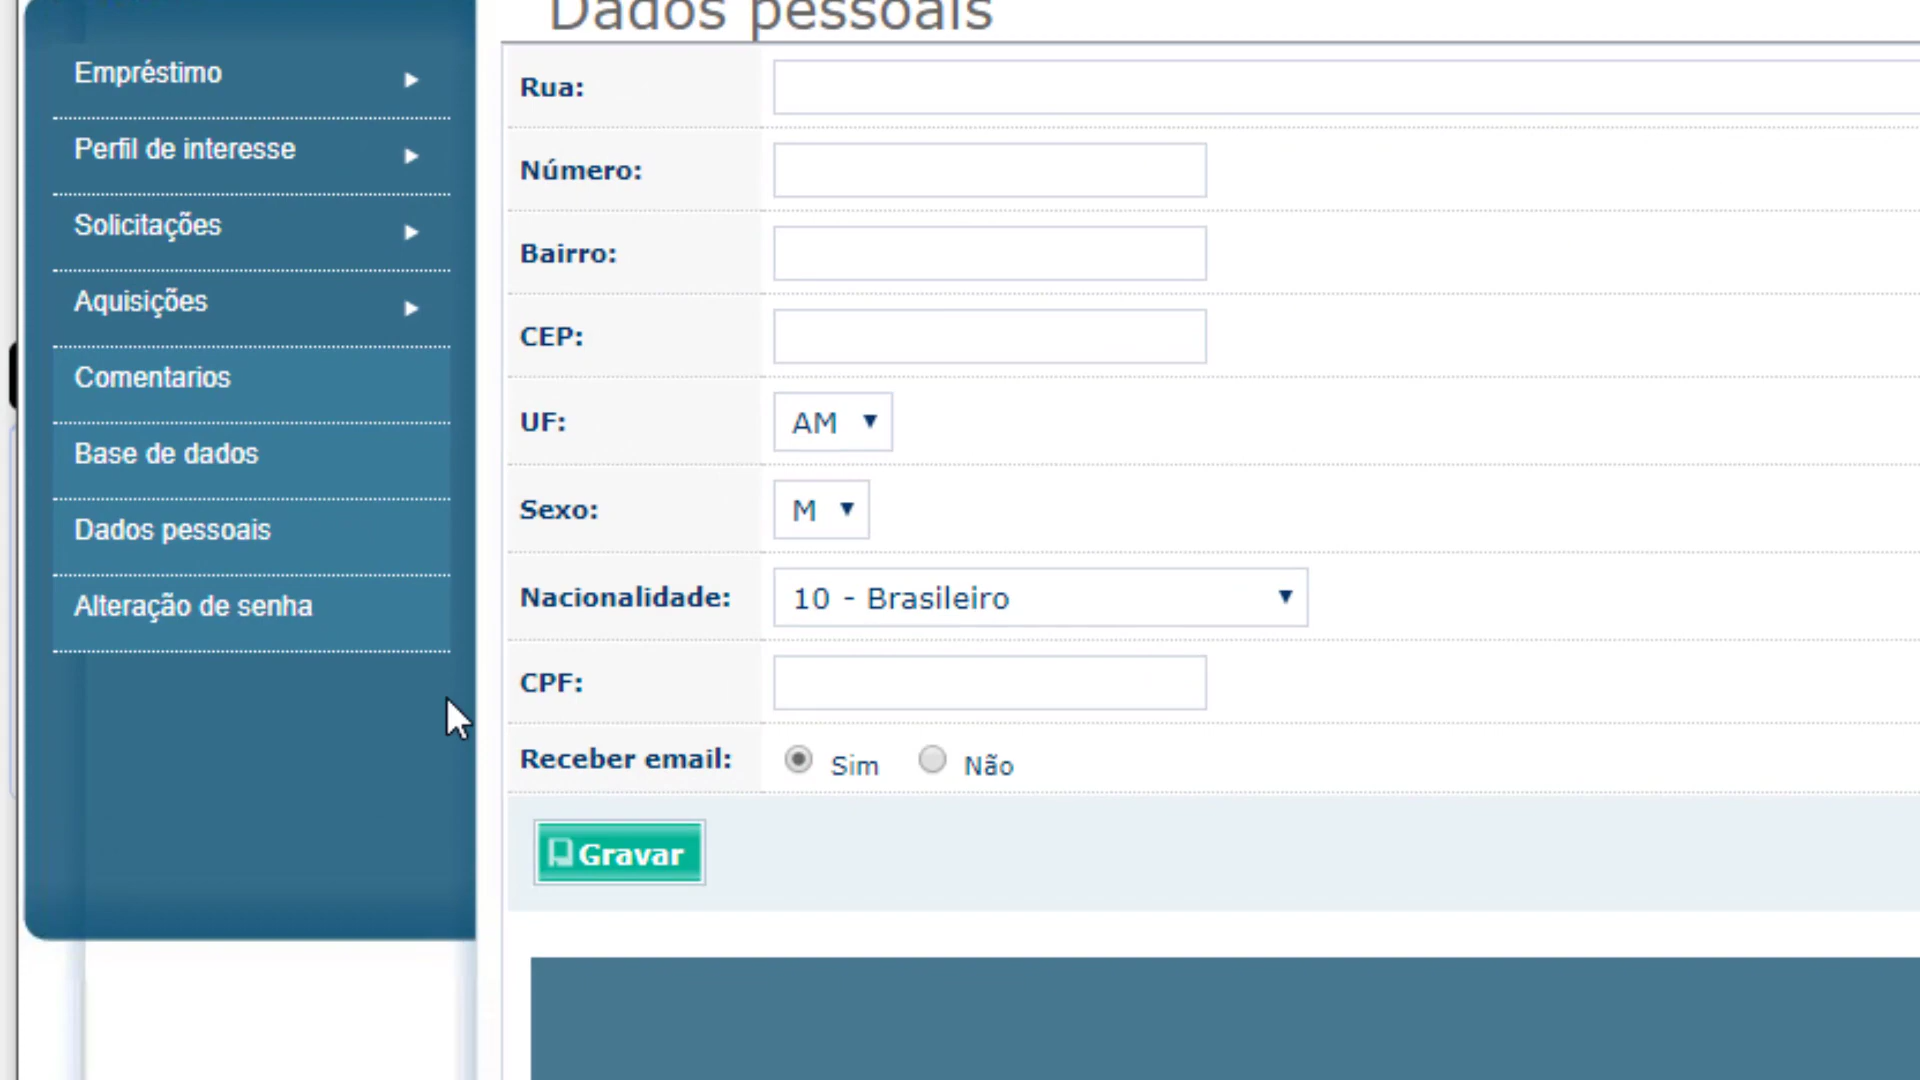 Dados pessoais
Empréstimo
Perfil de interesse
Solicitações
Aquisições
Comentarios
Base de dados
Dados pessoais
Alteração de senha
Rua:
Número:
Bairro:
CEP:
UF: AM
Sexo: M
Nacionalidade: 10 - Brasileiro
CPF:
Receber email: Sim Não
Gravar